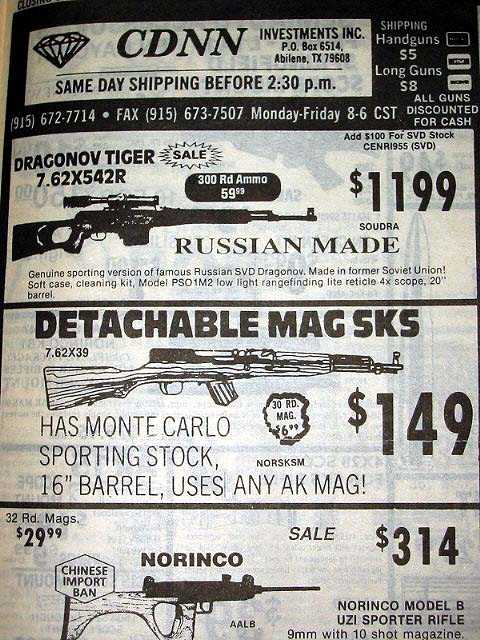 CDNN
INVESTMENTS INC.
P.O. Box 6514,
Abilene, TX 79608
SAME DAY SHIPPING BEFORE 2:30 p.m.
SHIPPING
Handguns
$5
Long Guns
$8
ALL GUNS
DISCOUNTED
FOR CASH
(915) 672-7714 • FAX (915) 673-7507 Monday-Friday 8-6 CST
Add $100 For SVD Stock
CENRI955 (SVD)
DRAGONOV TIGER
SALE
7.62X542R
300 Rd Ammo
59⁹⁹
$1199
SOUDRA
RUSSIAN MADE
Genuine sporting version of famous Russian SVD Dragonov. Made in former Soviet Union!
Soft case, cleaning kit, Model PSO1M2 low light rangefinding lite reticle 4x scope, 20"
barrel.
DETACHABLE MAG SKS
7.62X39
30 RD.
MAG.
$6⁹⁹
$149
NORSKSM
HAS MONTE CARLO
SPORTING STOCK,
16" BARREL, USES ANY AK MAG!
32 Rd. Mags.
$29⁹⁹
SALE
$314
NORINCO
CHINESE
IMPORT
BAN
AALB
NORINCO MODEL B
UZI SPORTER RIFLE
9mm with 10 shot magazine.